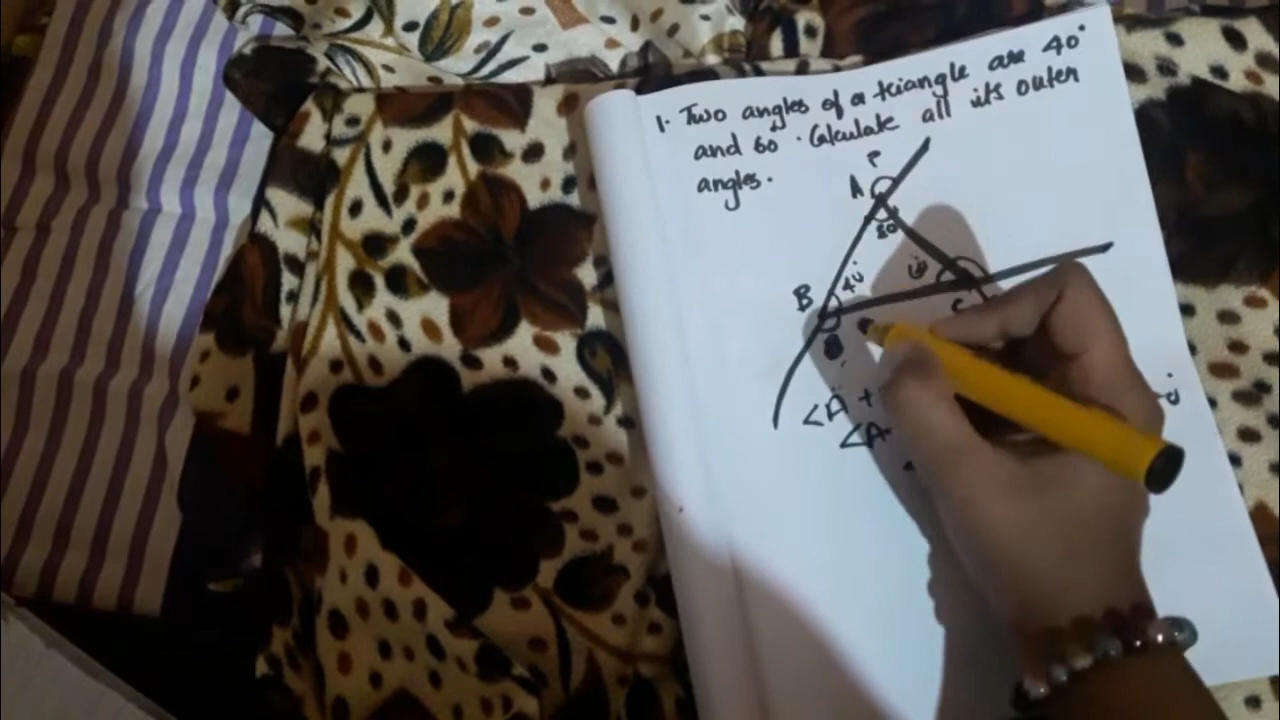 1. Two angles of a triangle are 40°
and 60°. Calculate all its outer
angles.
P
A
80
B
40°
C
<A +
<A